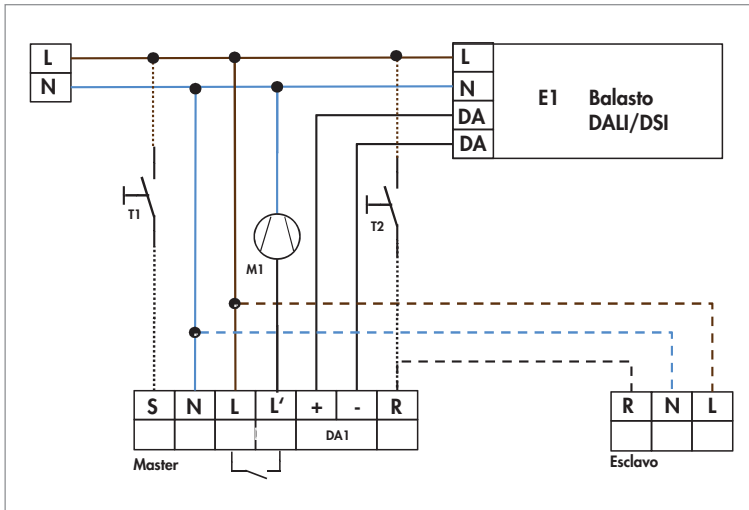 L
N
L
N
DA
DA
E1 Balasto
DALI/DSI
T1
M1
T2
S N L L' + - R
DA1
Master
R N L
Esclavo